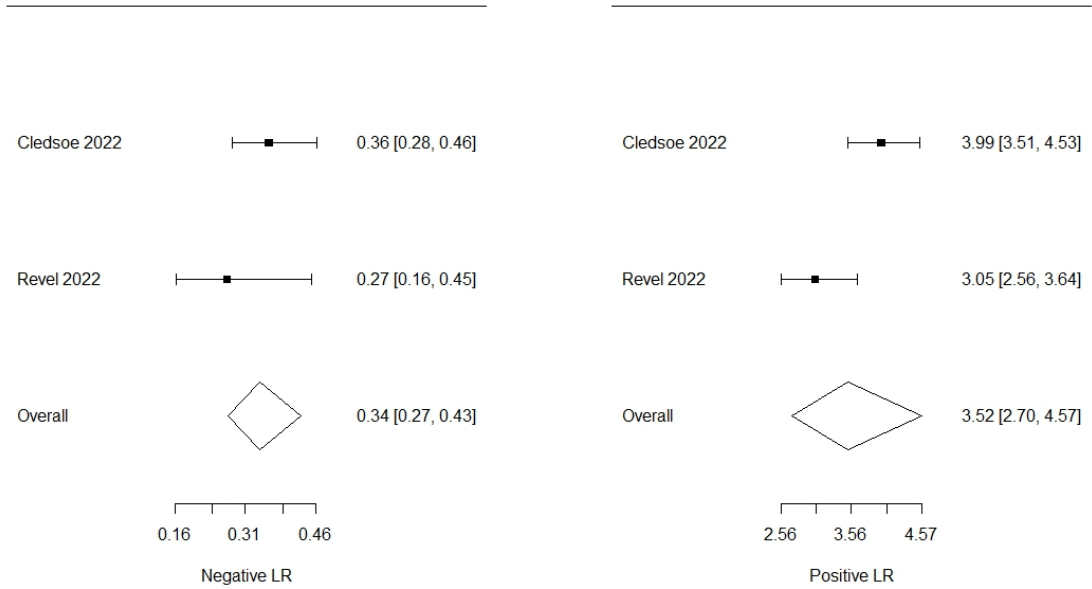 Cledsoe 2022 0.36 [0.28, 0.46]
Revel 2022 0.27 [0.16, 0.45]
Overall 0.34 [0.27, 0.43]
0.16 0.31 0.46
Negative LR
Cledsoe 2022 3.99 [3.51, 4.53]
Revel 2022 3.05 [2.56, 3.64]
Overall 3.52 [2.70, 4.57]
2.56 3.56 4.57
Positive LR